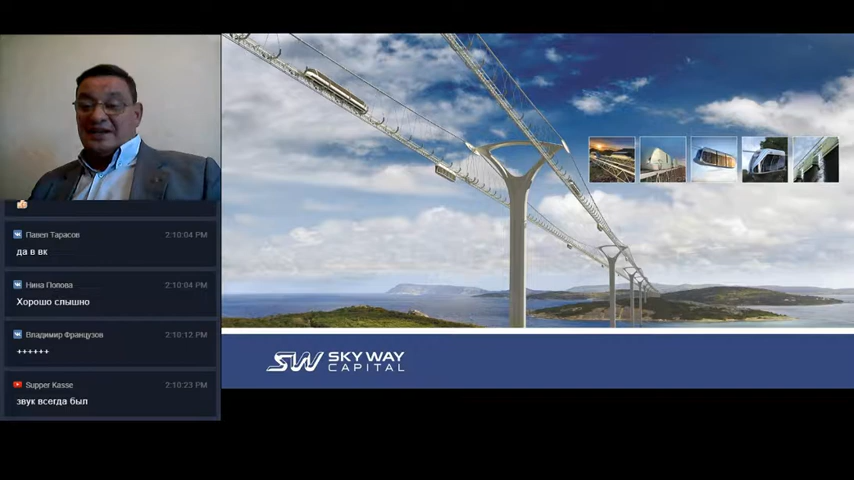 Павел Тарасов
2:10:04 PM
да в вк
Нина Попова
2:10:04 PM
Хорошо слышно
Владимир Французов
2:10:12 PM
++++++
Supper Kasse
2:10:23 PM
звук всегда был
SW SKY WAY
CAPITAL